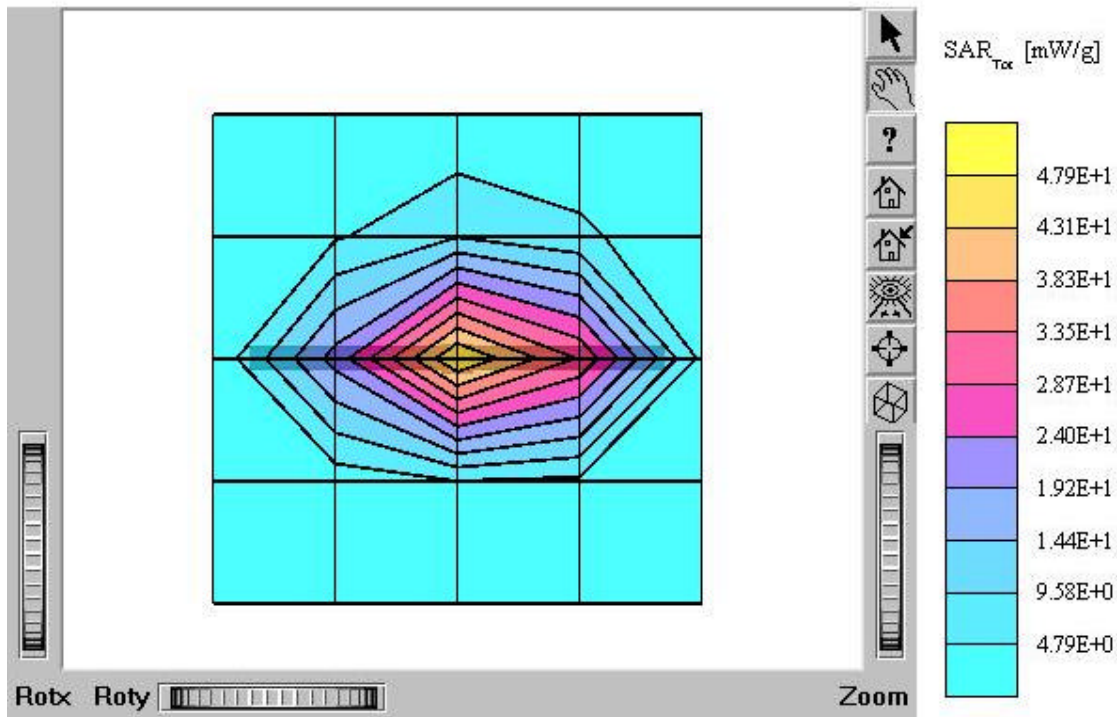 SAR_Tot [mW/g]
?
4.79E+1
4.31E+1
3.83E+1
3.35E+1
2.87E+1
2.40E+1
1.92E+1
1.44E+1
9.58E+0
4.79E+0
Rotx Roty Zoom